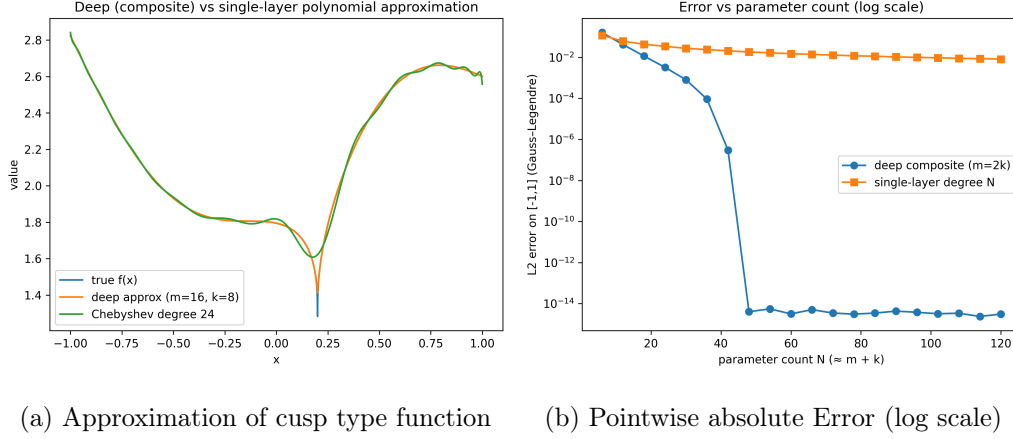 Deep (composite) vs single-layer polynomial approximation
value
2.8
2.6
2.4
2.2
2.0
1.8
1.6
1.4
true f(x)
deep approx (m=16, k=8)
Chebyshev degree 24
−1.00 −0.75 −0.50 −0.25 0.00 0.25 0.50 0.75 1.00
x
Error vs parameter count (log scale)
L2 error on [-1,1] (Gauss–Legendre)
10⁻²
10⁻⁴
10⁻⁶
10⁻⁸
10⁻¹⁰
10⁻¹²
10⁻¹⁴
deep composite (m=2k)
single-layer degree N
20 40 60 80 100 120
parameter count N (≈ m + k)
(a) Approximation of cusp type function
(b) Pointwise absolute Error (log scale)